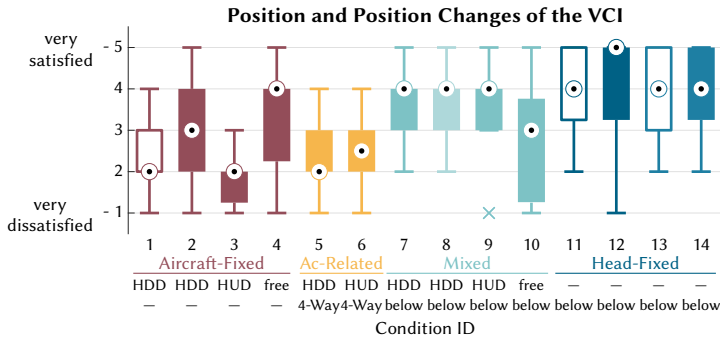 Position and Position Changes of the VCI
very satisfied
- 5
4
3
2
very dissatisfied
- 1
1 2 3 4 5 6 7 8 9 10 11 12 13 14
Aircraft-Fixed Ac-Related Mixed Head-Fixed
HDD HDD HUD free HDD HUD HDD HDD HUD free — — — —
— — — — 4-Way 4-Way below below below below below below below below
Condition ID